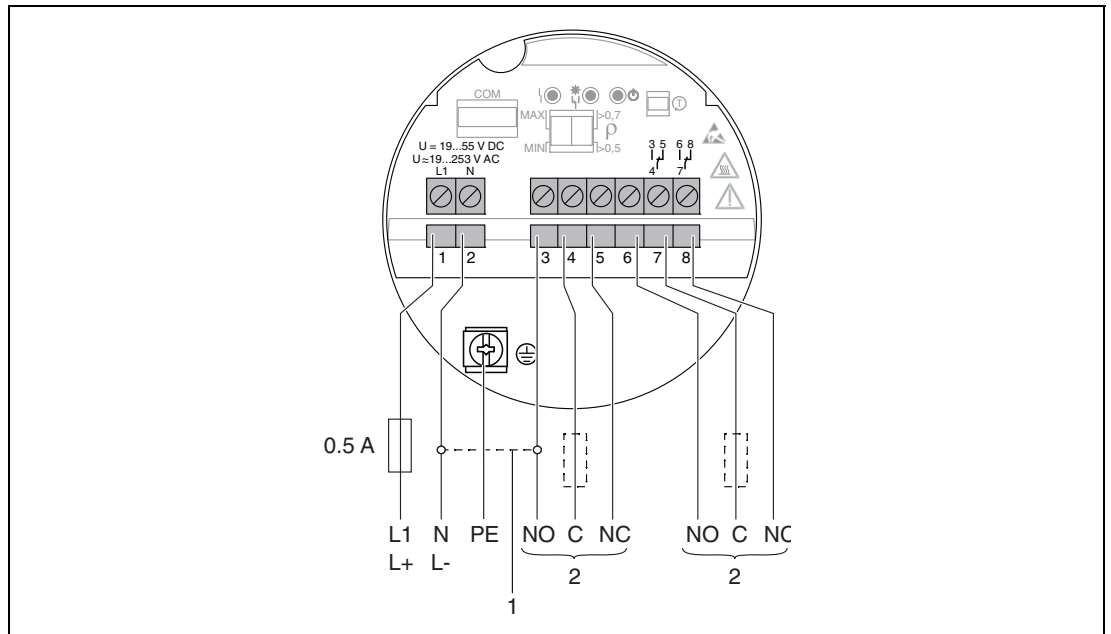 COM
MAX
>0,7
ρ
MIN
>0,5
U = 19...55 V DC
U≂19...253 V AC
L1 N
3 5
4
6 8
7
T
1 2 3 4 5 6 7 8
0.5 A
L1 N PE NO C NC NO C NC
L+ L-
2 2
1